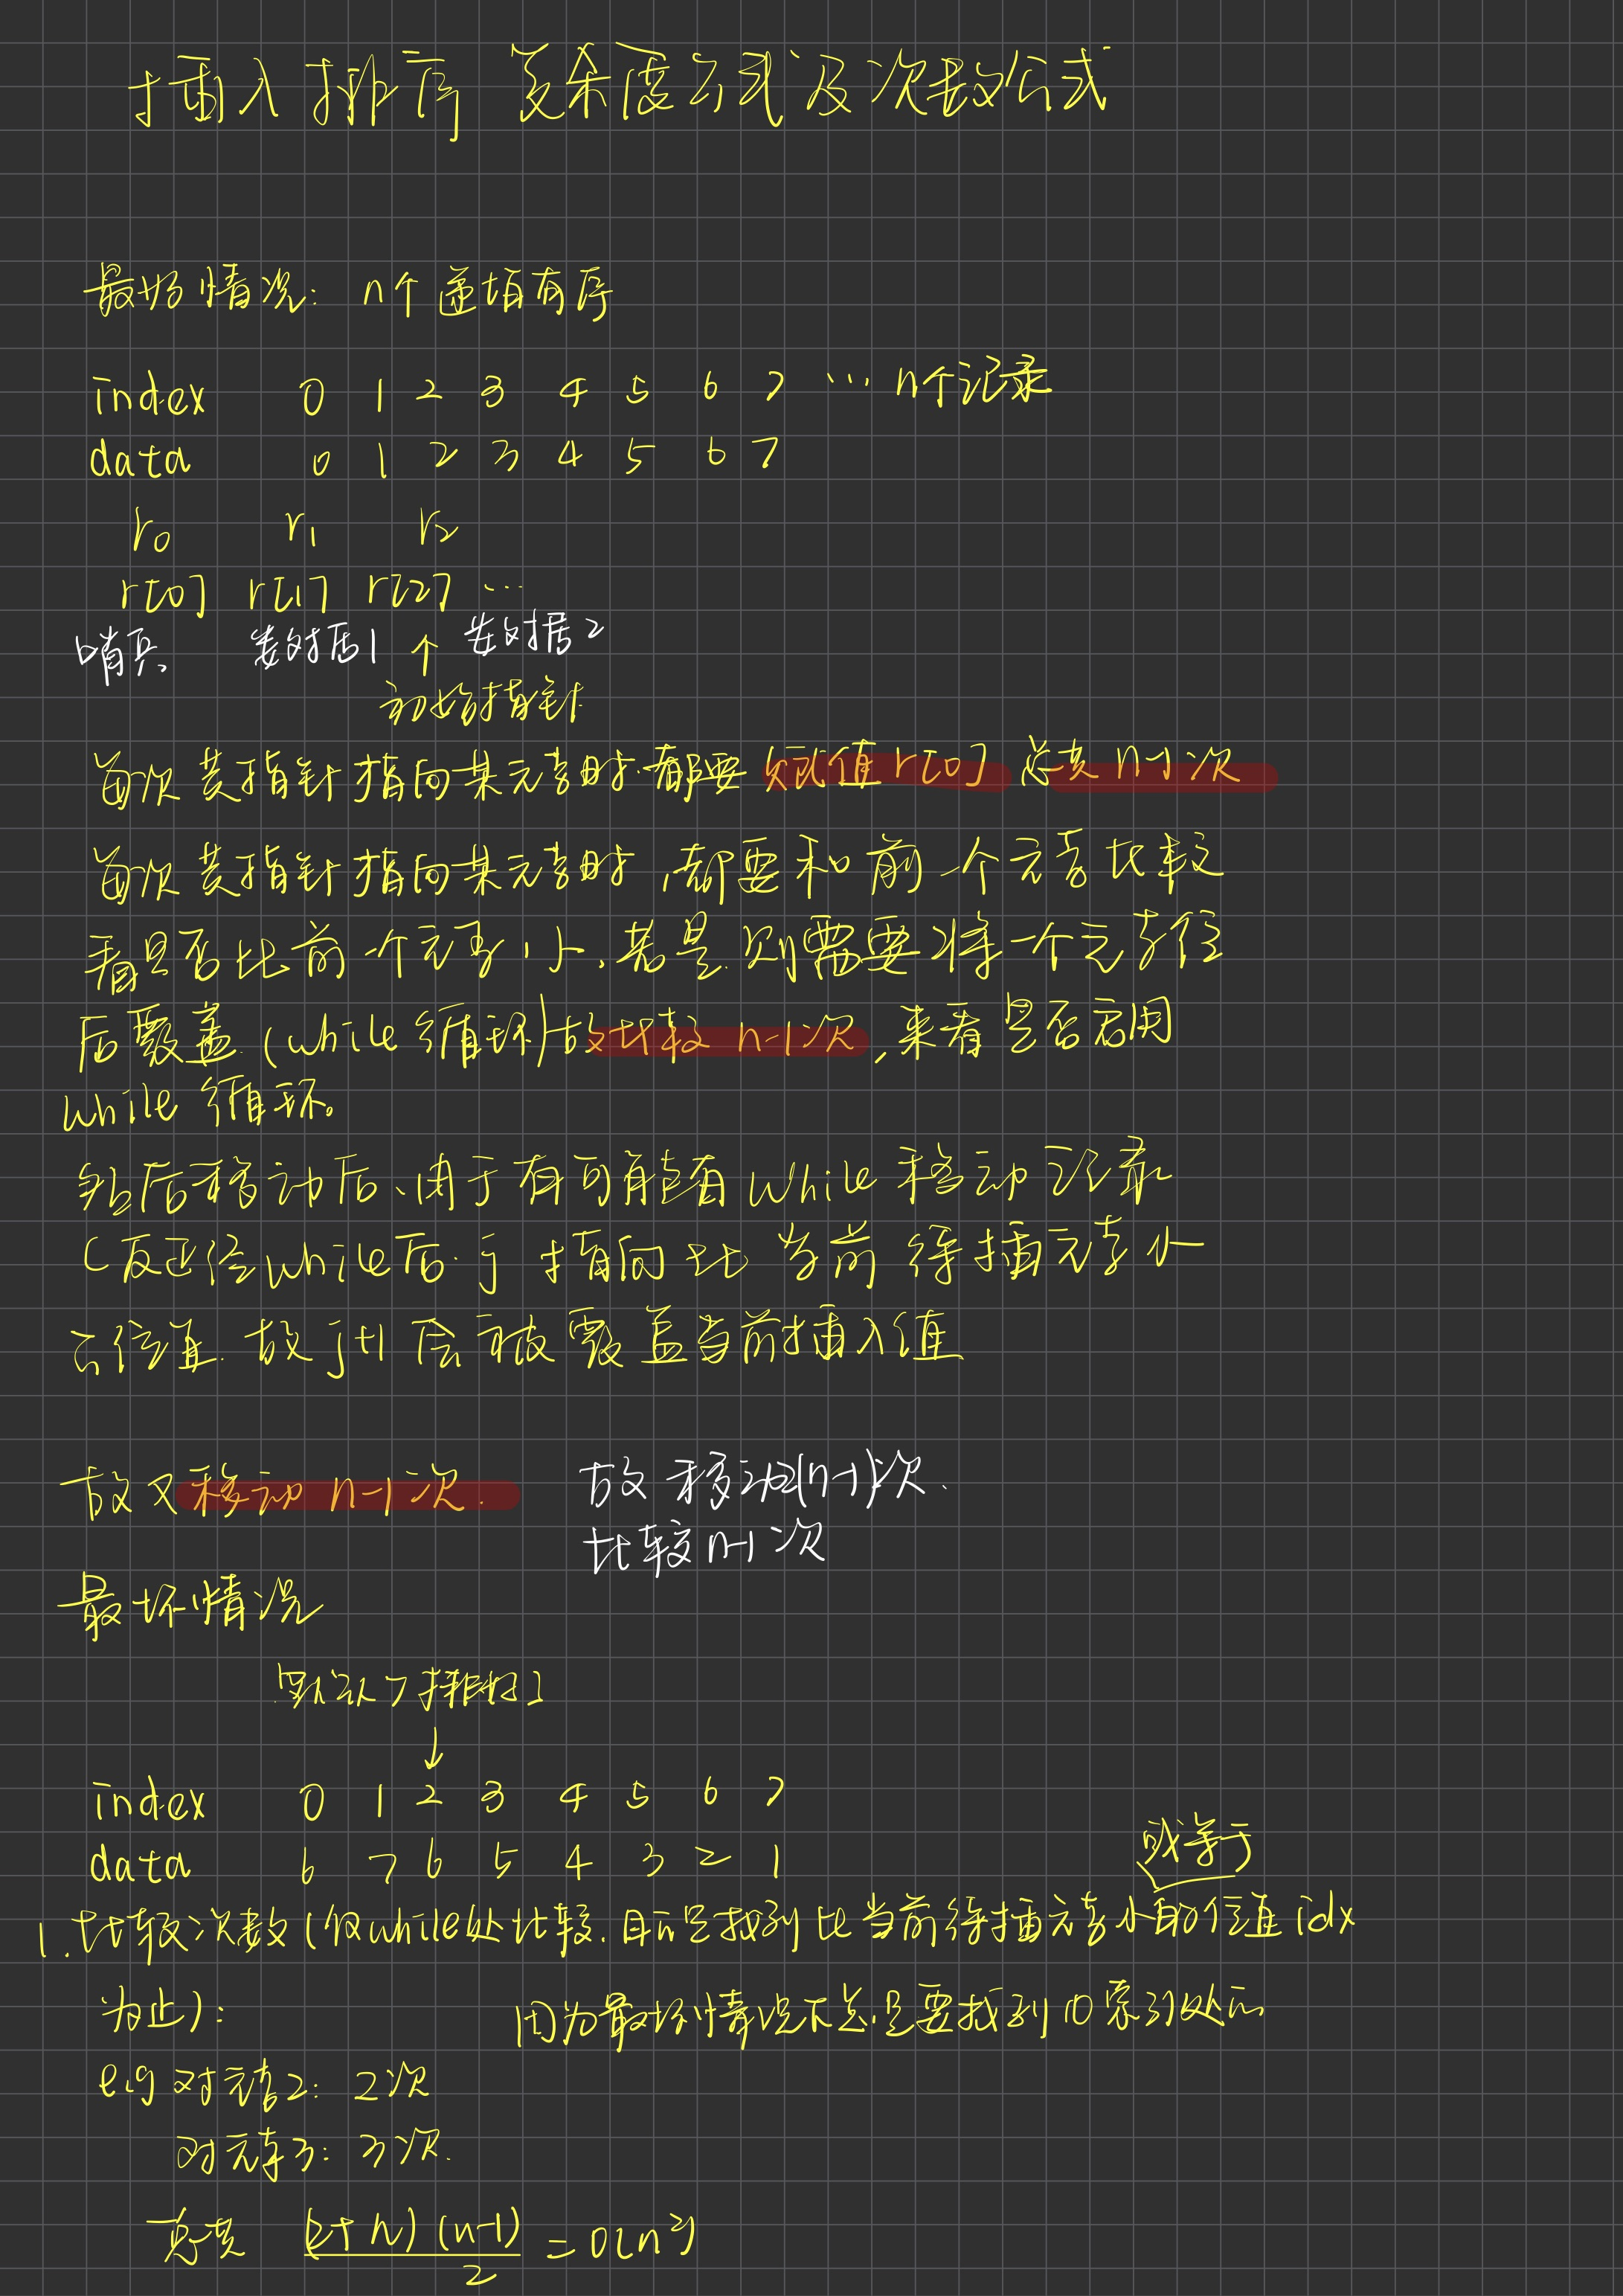 插入排序 复杂度公式及次数公式
最好情况: n个递增有序
index 0 1 2 3 4 5 6 7 ... n个记录
data 0 1 2 3 4 5 6 7
r0 r1 r2
r[0] r[1] r[2] ...
哨兵 数据1 ↑ 数据2
初始指针
首次 指针指向某元素时.都要赋值r[0] 总共 n-1次
首次 指针指向某元素时,都要和前一个元素比较
看是否比前一个元素小,若是.则需要将一个元素往
后覆盖.(while循环)故比较 n-1次,来看是否启用
while循环。
然后移动后、由于有可能有while移动记录
(反正经while后.j 指向比当前待插元素小
的位置.故j+1会被覆盖当前插入值
故又移动 n-1次. 故移动2(n-1)次.
比较n-1次
最坏情况
默认7排好了
↓
index 0 1 2 3 4 5 6 7
data 6 7 6 5 4 3 2 1
或等于
1.比较次数(仅while处比较.目的是找到比当前待插元素小的位置idx
为止): 因为最坏情况下总是要找到0索引处的
e.g 对元素2: 2次
对元素3: 3次.
总共 (2+n)(n-1)/2 = O(n²)